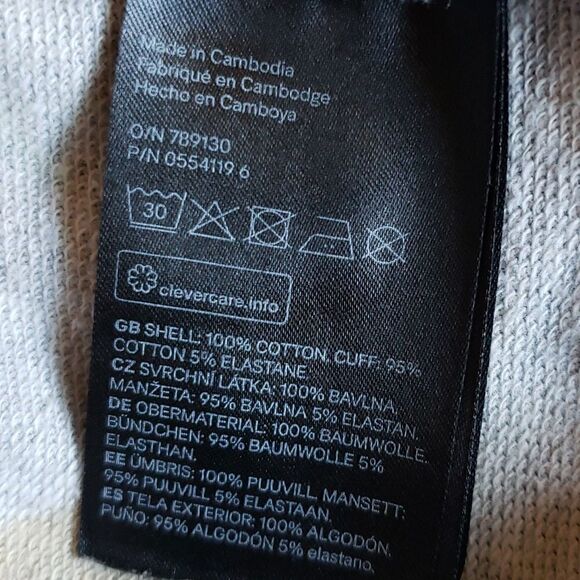 Made in Cambodia
Fabriqué en Cambodge
Hecho en Camboya
O/N 789130
P/N 0554119 6
30
clevercare.info
GB SHELL: 100% COTTON. CUFF: 95%
COTTON 5% ELASTANE.
CZ SVRCHNÍ LÁTKA: 100% BAVLNA.
MANŽETA: 95% BAVLNA 5% ELASTAN.
DE OBERMATERIAL: 100% BAUMWOLLE.
BÜNDCHEN: 95% BAUMWOLLE 5%
ELASTHAN.
EE ÜMBRIS: 100% PUUVILL. MANSETT:
95% PUUVILL 5% ELASTAAN.
ES TELA EXTERIOR: 100% ALGODÓN.
PUÑO: 95% ALGODÓN 5% elastano.